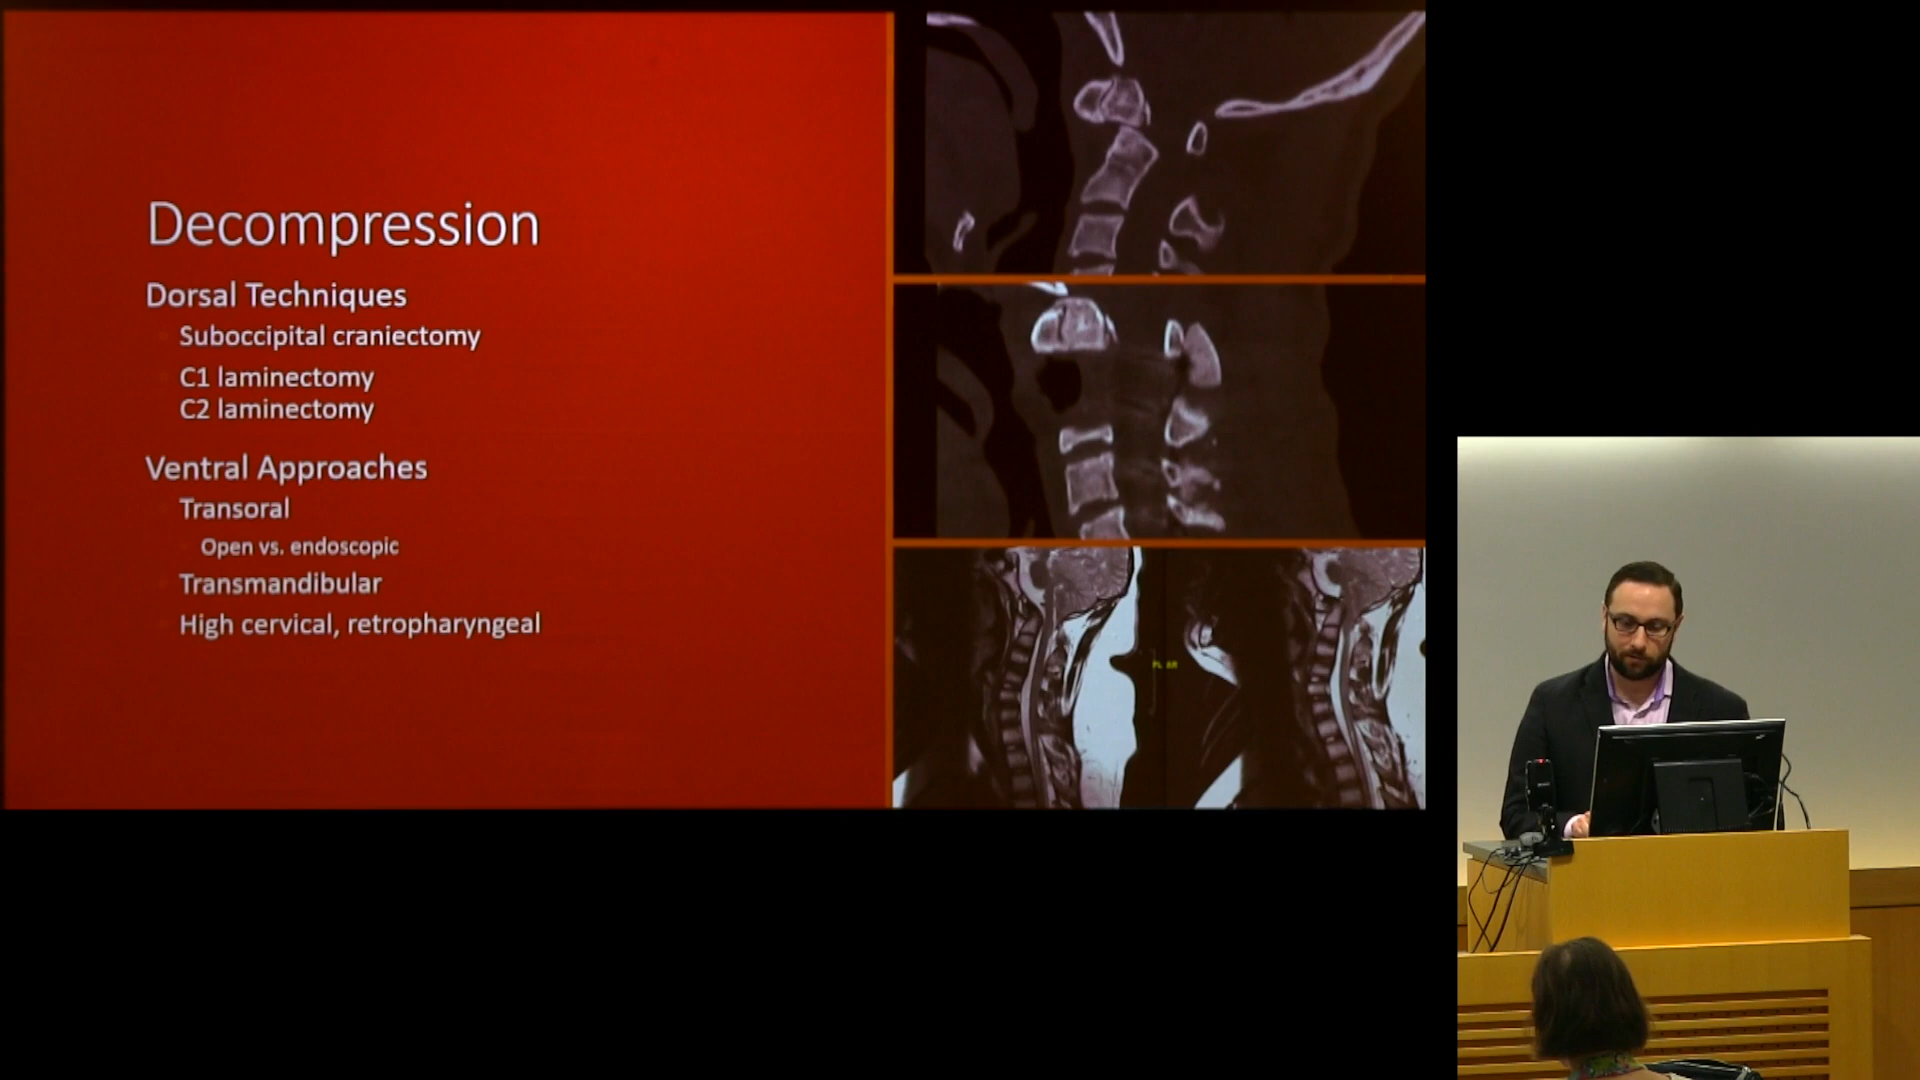 Decompression
Dorsal Techniques
Suboccipital craniectomy
C1 laminectomy
C2 laminectomy
Ventral Approaches
Transoral
Open vs. endoscopic
Transmandibular
High cervical, retropharyngeal